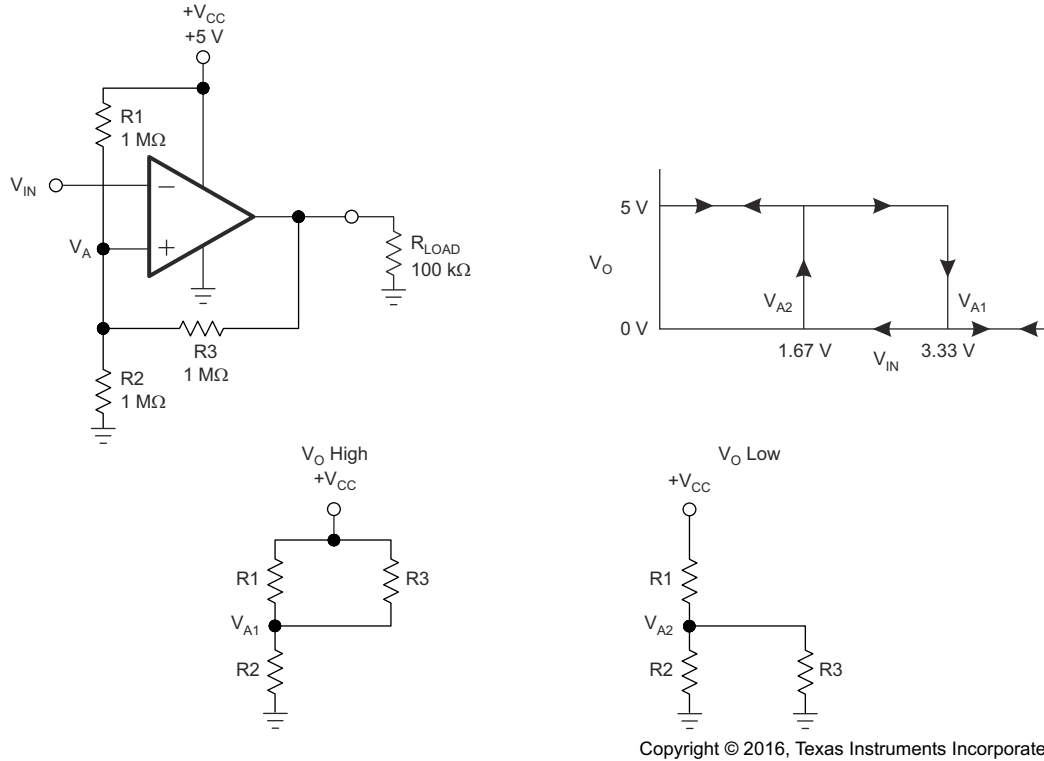 +VCC
+5 V
R1
1 MΩ
VIN
−
VA
+
RLOAD
100 kΩ
R3
1 MΩ
R2
1 MΩ
5 V
VO
VA2
VA1
0 V
1.67 V
VIN
3.33 V
VO High
+VCC
R1
R3
VA1
R2
VO Low
+VCC
R1
VA2
R2
R3
Copyright © 2016, Texas Instruments Incorporate